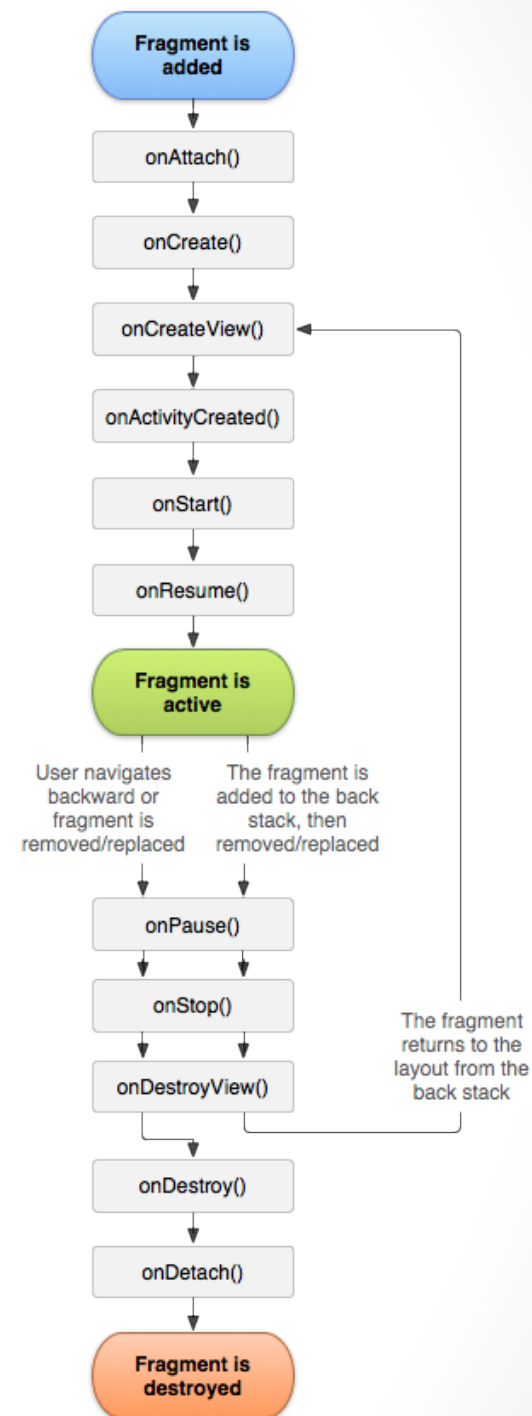 Fragment is
added
onAttach()
onCreate()
onCreateView()
onActivityCreated()
onStart()
onResume()
Fragment is
active
User navigates
backward or
fragment is
removed/replaced
The fragment is
added to the back
stack, then
removed/replaced
onPause()
onStop()
The fragment
returns to the
layout from the
back stack
onDestroyView()
onDestroy()
onDetach()
Fragment is
destroyed